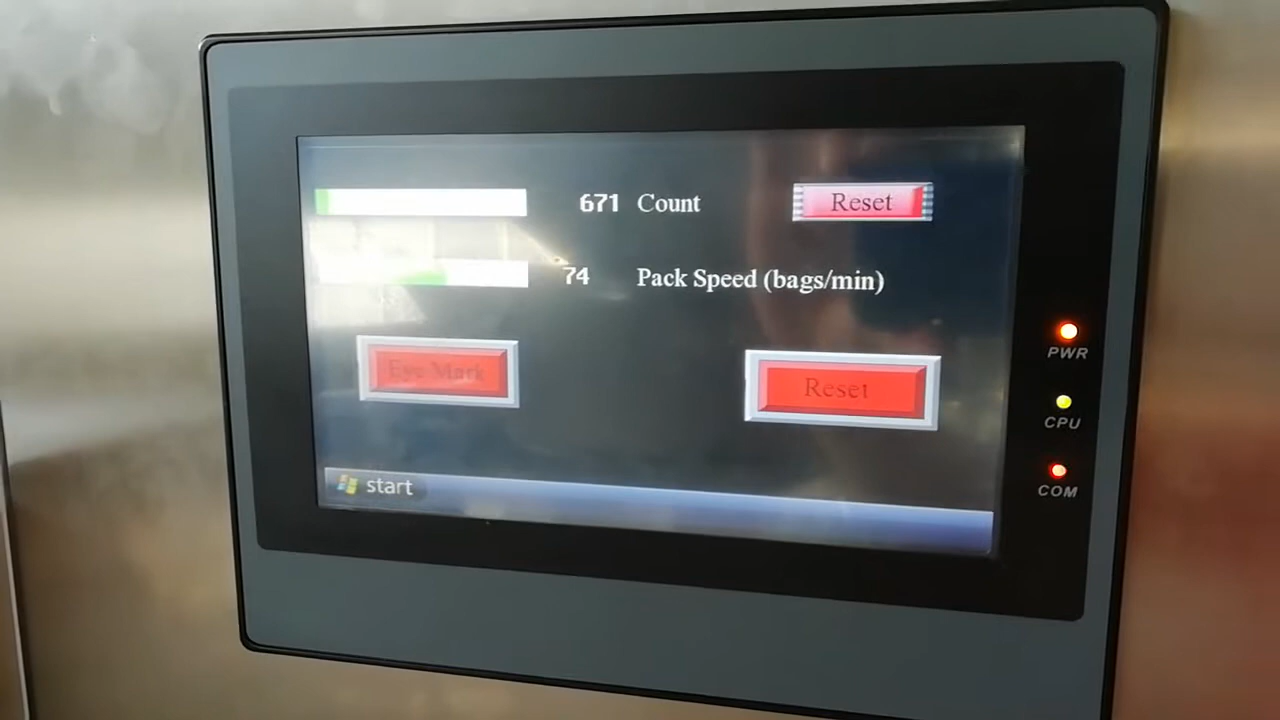 671 Count Reset
74 Pack Speed (bags/min)
Eye Mark Reset
start
PWR
CPU
COM